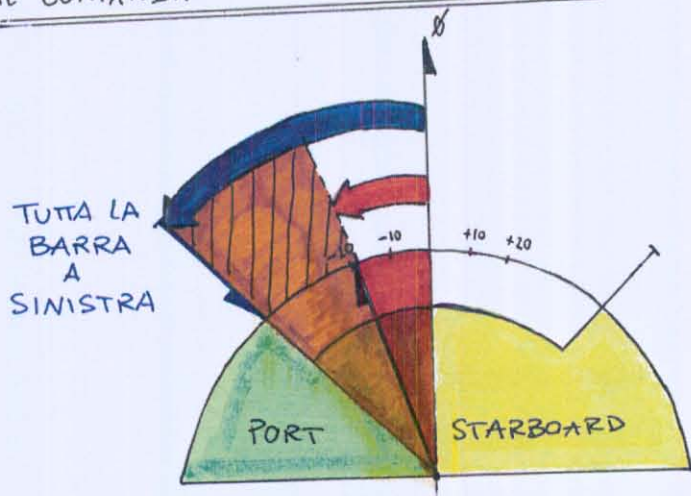 Ø
TUTTA LA
BARRA
A
SINISTRA
-10
+10
+20
PORT
STARBOARD